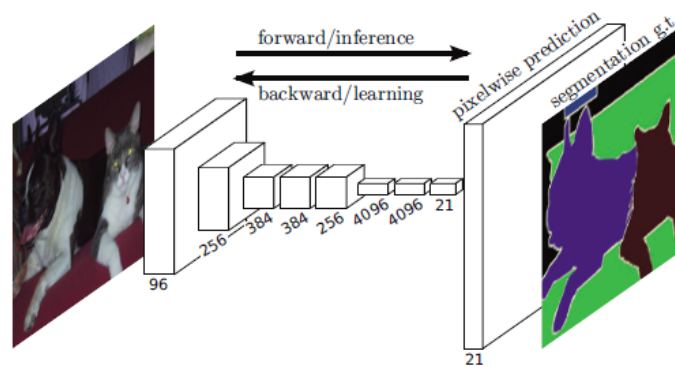 forward/inference
backward/learning
pixelwise prediction
segmentation g.t.
96
256
384
384
256
4096
4096
21
21